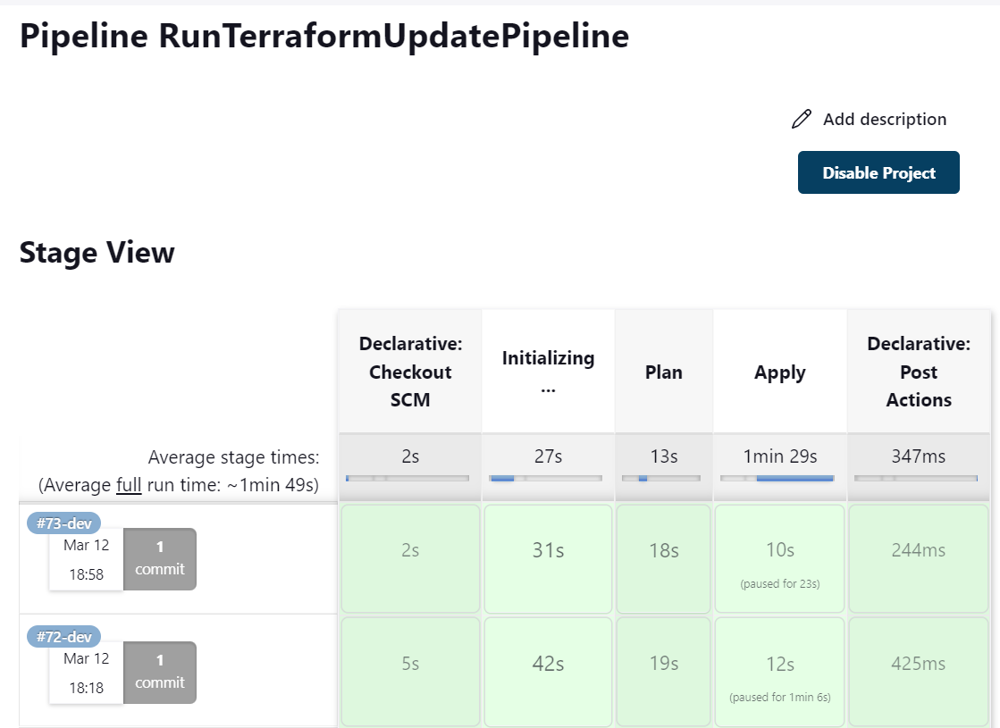 Pipeline RunTerraformUpdatePipeline
Add description
Disable Project
Stage View
Declarative:
Checkout
SCM
Initializing
...
Plan
Apply
Declarative:
Post
Actions
Average stage times:
(Average full run time: ~1min 49s)
2s
27s
13s
1min 29s
347ms
#73-dev
Mar 12
18:58
1
commit
2s
31s
18s
10s
(paused for 23s)
244ms
#72-dev
Mar 12
18:18
1
commit
5s
42s
19s
12s
(paused for 1min 6s)
425ms